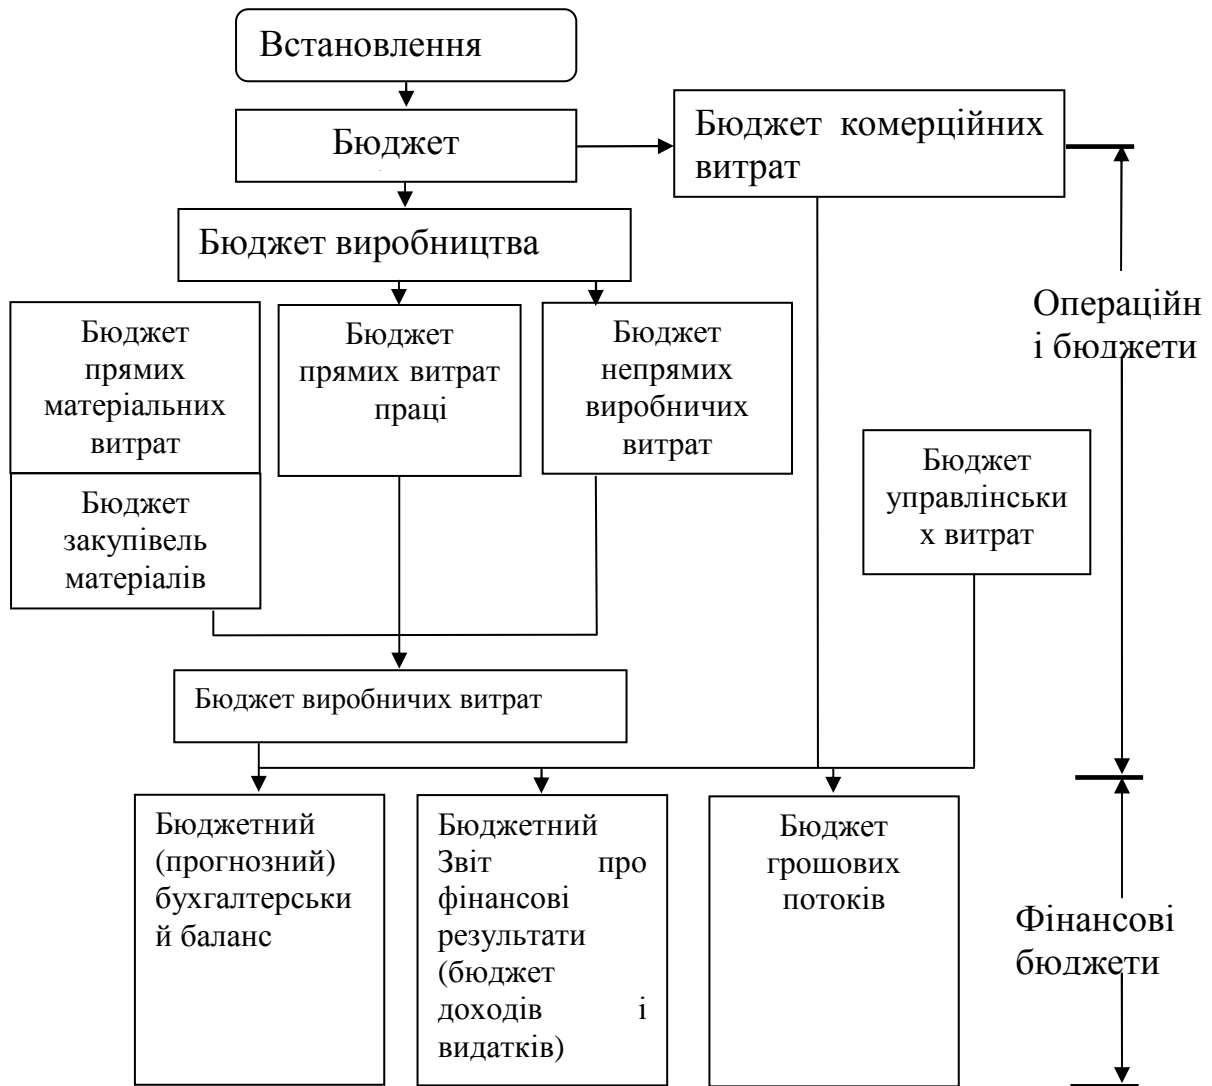 Встановлення
Бюджет
Бюджет комерційних
витрат
Бюджет виробництва
Бюджет
прямих
матеріальних
витрат
Бюджет
прямих витрат
праці
Бюджет
непрямих
виробничих
витрат
Операційн
і бюджети
Бюджет
управлінськи
х витрат
Бюджет
закупівель
матеріалів
Бюджет виробничих витрат
Бюджетний
(прогнозний)
бухгалтерськи
й баланс
Бюджетний
Звіт про
фінансові
результати
(бюджет
доходів і
видатків)
Бюджет
грошових
потоків
Фінансові
бюджети